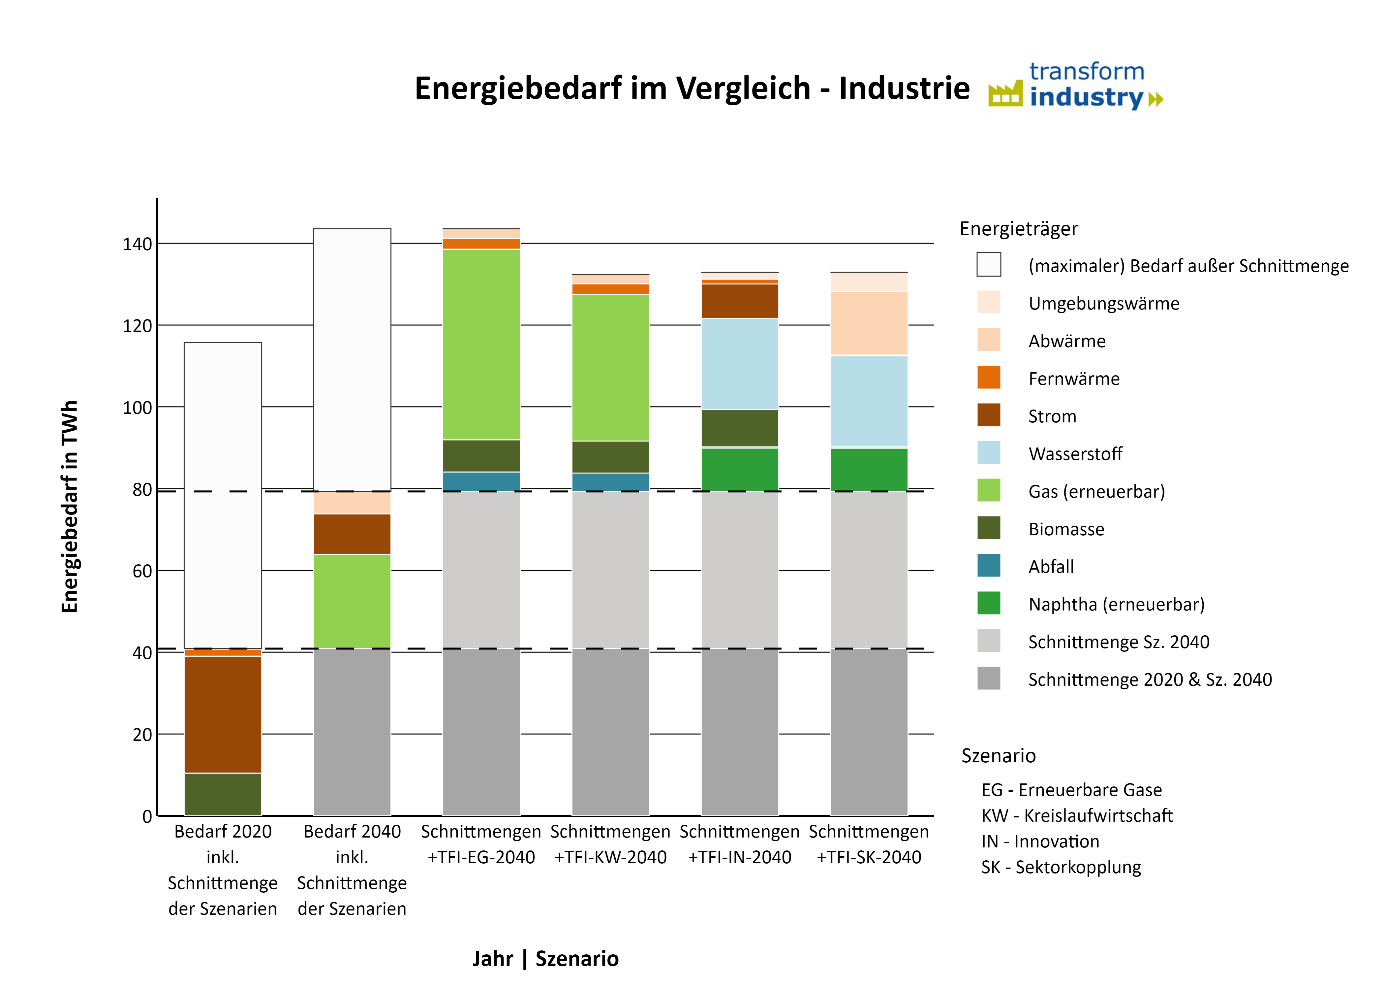 Energiebedarf im Vergleich - Industrie
transform
industry
Energiebedarf in TWh
140
120
100
80
60
40
20
0
Bedarf 2020
inkl.
Schnittmenge
der Szenarien
Bedarf 2040
inkl.
Schnittmenge
der Szenarien
Schnittmengen
+TFI-EG-2040
Schnittmengen
+TFI-KW-2040
Schnittmengen
+TFI-IN-2040
Schnittmengen
+TFI-SK-2040
Jahr | Szenario
Energieträger
(maximaler) Bedarf außer Schnittmenge
Umgebungswärme
Abwärme
Fernwärme
Strom
Wasserstoff
Gas (erneuerbar)
Biomasse
Abfall
Naphtha (erneuerbar)
Schnittmenge Sz. 2040
Schnittmenge 2020 & Sz. 2040
Szenario
EG - Erneuerbare Gase
KW - Kreislaufwirtschaft
IN - Innovation
SK - Sektorkopplung